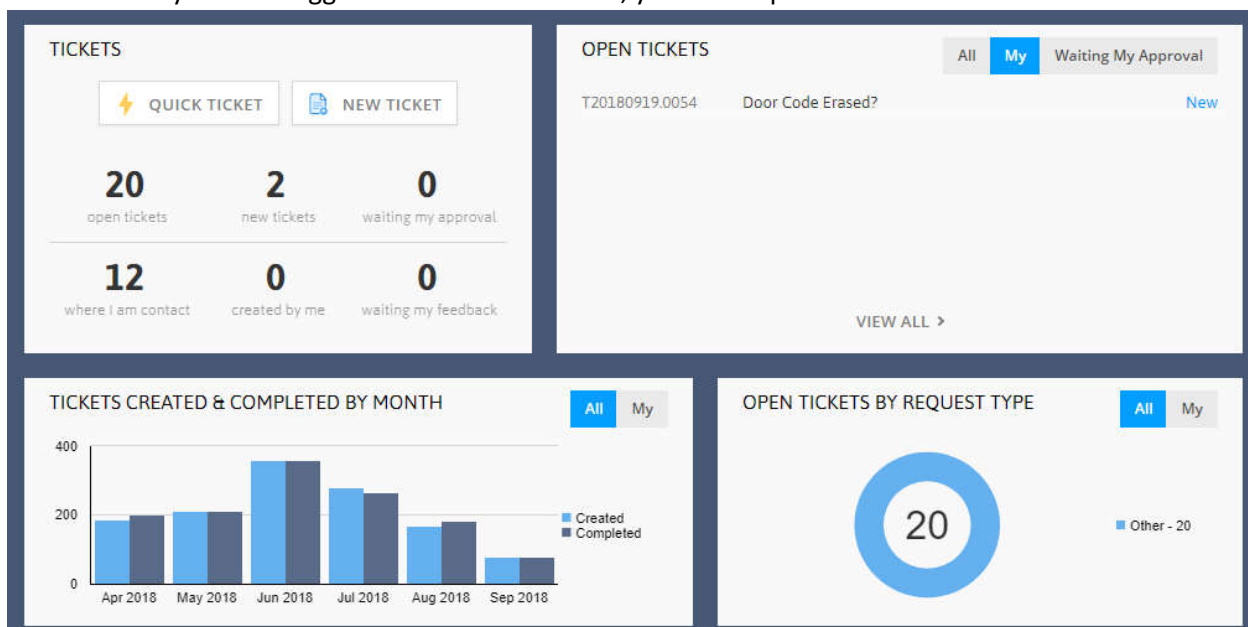 TICKETS
QUICK TICKET
NEW TICKET
20
2
0
open tickets
new tickets
waiting my approval
12
0
0
where I am contact
created by me
waiting my feedback
OPEN TICKETS
All
My
Waiting My Approval
T20180919.0054 Door Code Erased? New
VIEW ALL >
TICKETS CREATED & COMPLETED BY MONTH
All
My
400
200
0
Apr 2018
May 2018
Jun 2018
Jul 2018
Aug 2018
Sep 2018
Created
Completed
OPEN TICKETS BY REQUEST TYPE
All
My
20
Other - 20